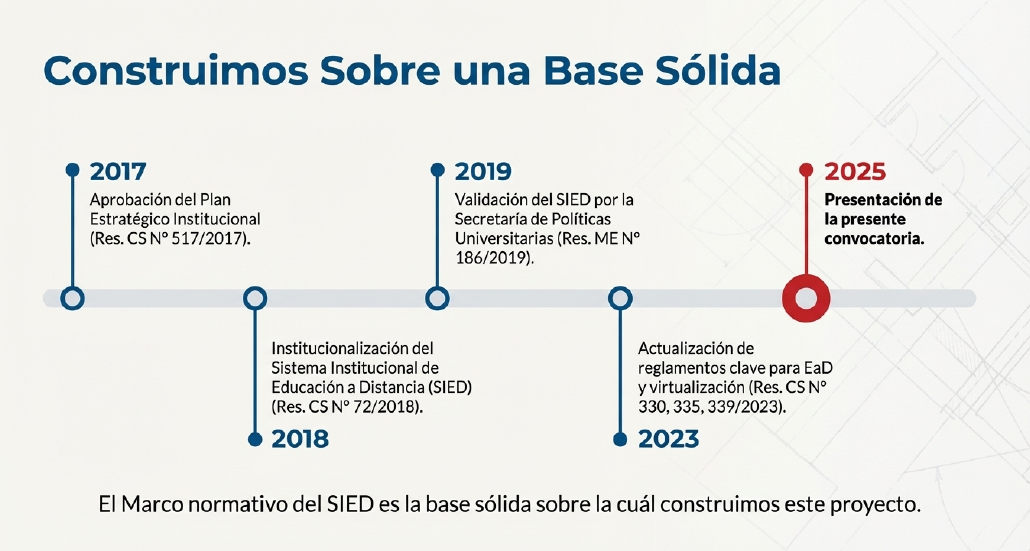 Construimos Sobre una Base Sólida
2017
Aprobación del Plan
Estratégico Institucional
(Res. CS Nº 517/2017).
Institucionalización del
Sistema Institucional de
Educación a Distancia (SIED)
(Res. CS Nº 72/2018).
2018
2019
Validación del SIED por la
Secretaría de Políticas
Universitarias (Res. ME Nº
186/2019).
Actualización de
reglamentos clave para EaD
y virtualización (Res. CS Nº
330, 335, 339/2023).
2023
2025
Presentación de
la presente
convocatoria.
El Marco normativo del SIED es la base sólida sobre la cuál construimos este proyecto.